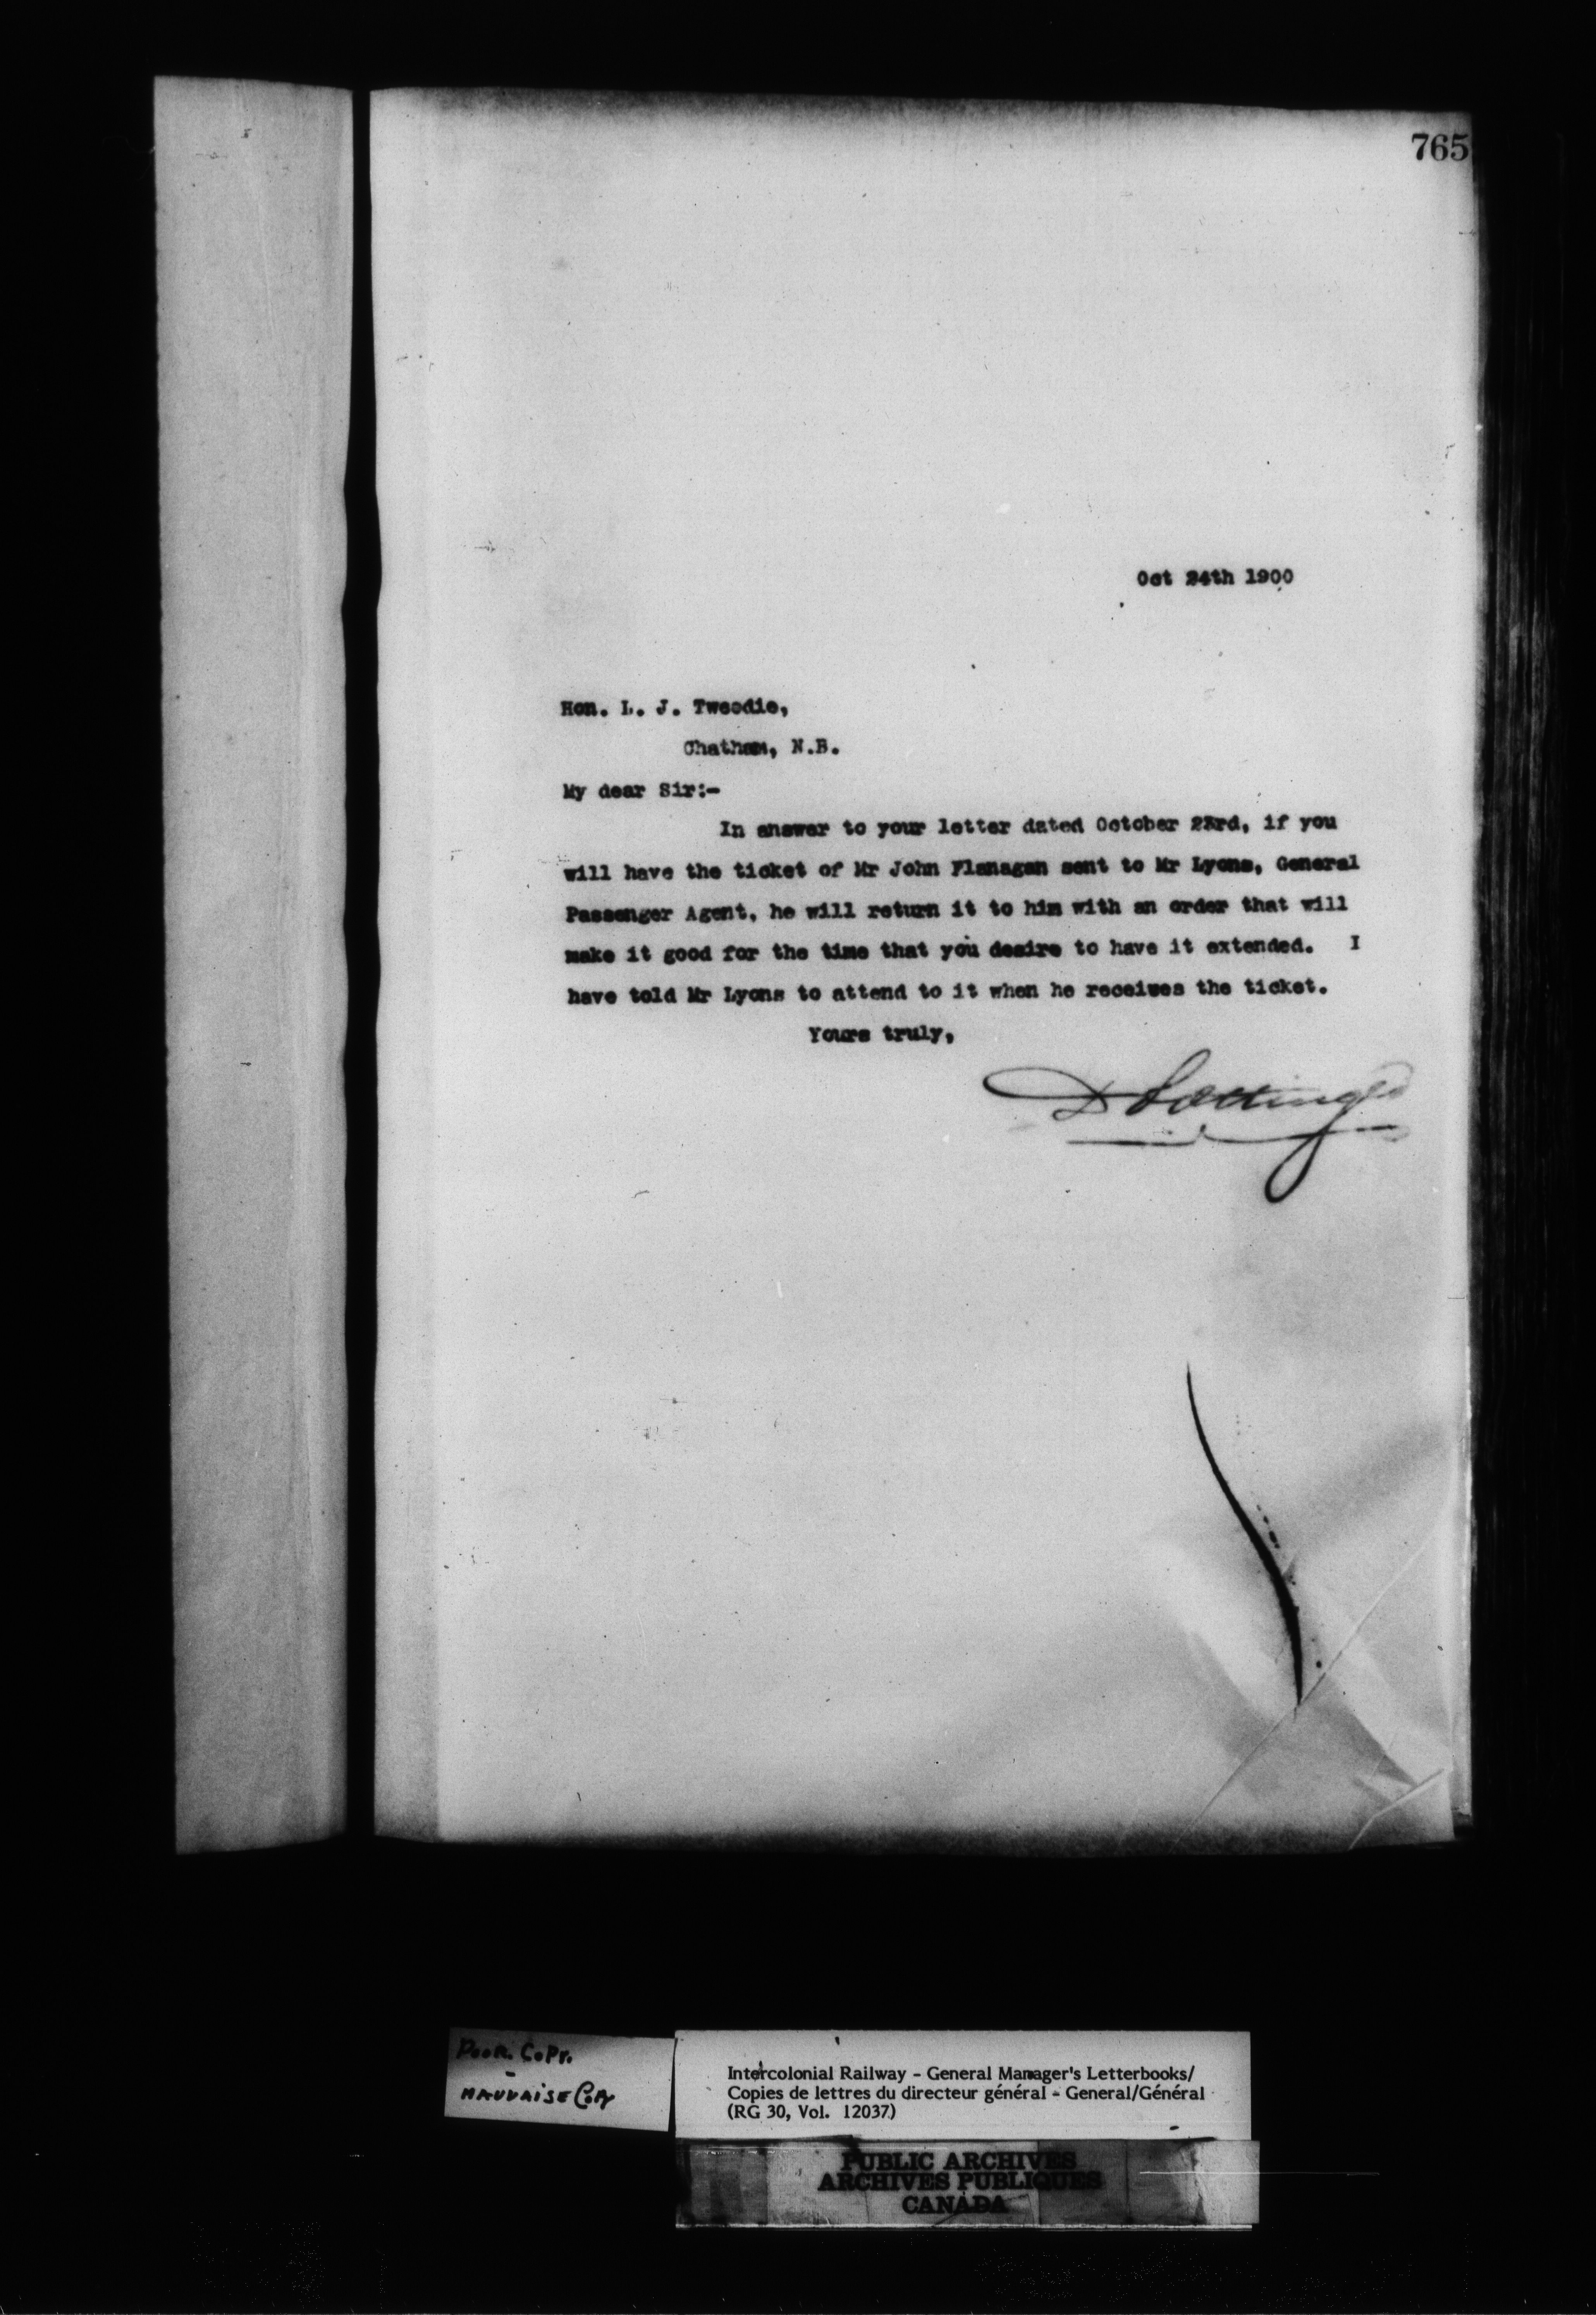 765
Oct 24th 1900
Hon. L. J. Tweedie,
Chatham, N.B.
My dear Sir:-
In answer to your letter dated October 23rd, if you
will have the ticket of Mr John Flanagan sent to Mr Lyons, General
Passenger Agent, he will return it to him with an order that will
make it good for the time that you desire to have it extended. I
have told Mr Lyons to attend to it when he receives the ticket.
Yours truly,
D Pottinger
POOR. COPY.
MAUVAISE COPY
Intercolonial Railway - General Manager's Letterbooks/
Copies de lettres du directeur général - General/Général
(RG 30, Vol. 12037)
PUBLIC ARCHIVES
ARCHIVES PUBLIQUES
CANADA